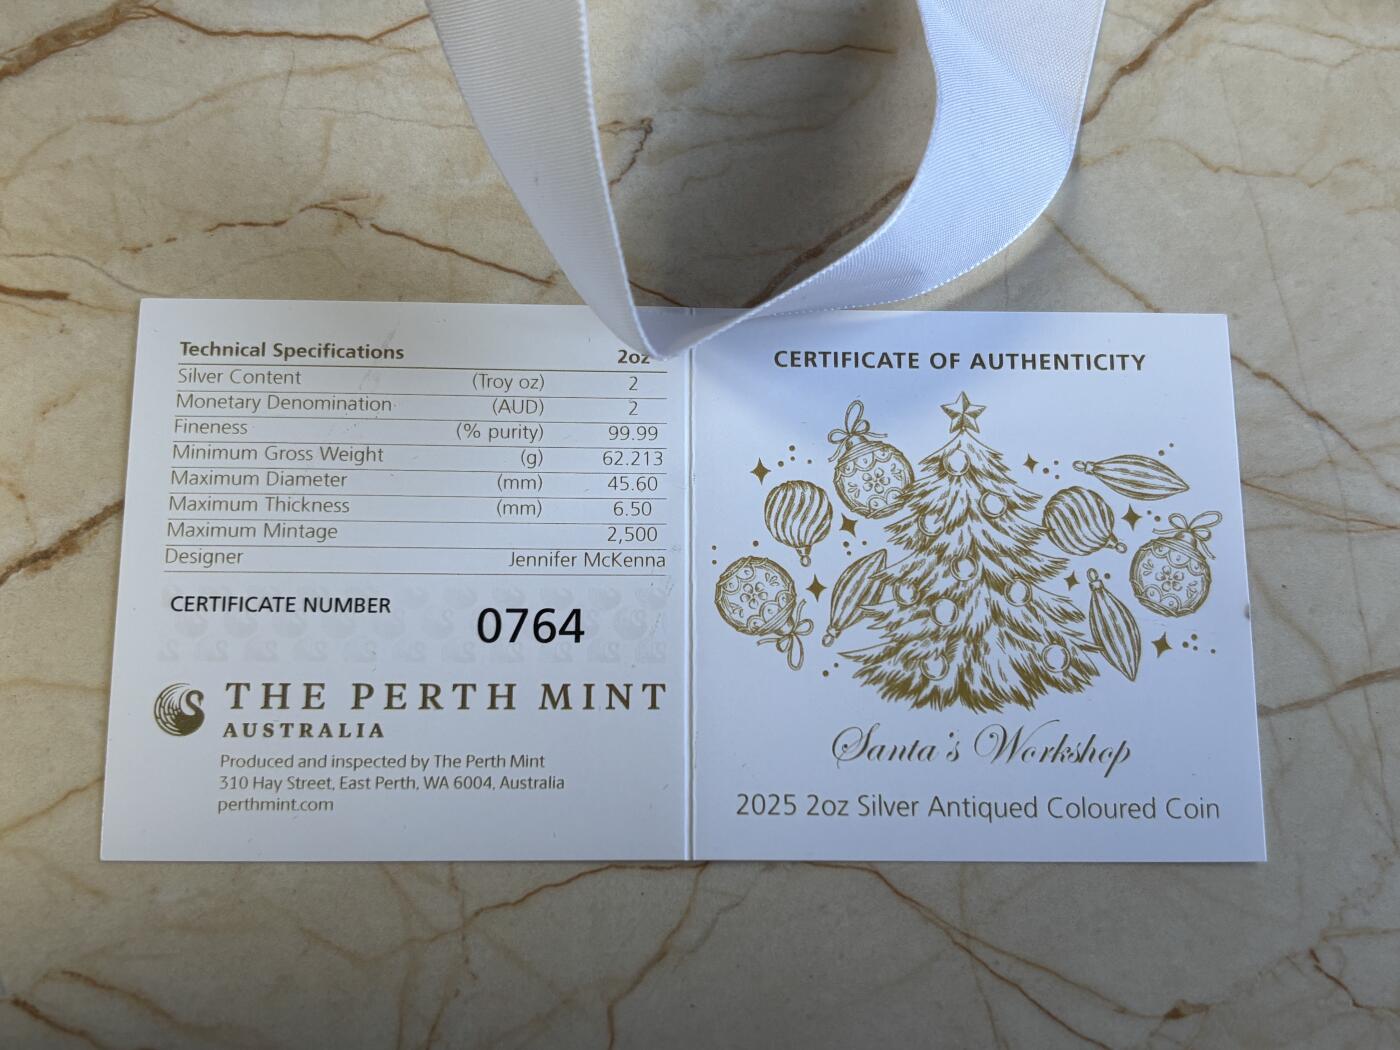 Technical Specifications 2oz
Silver Content (Troy oz) 2
Monetary Denomination (AUD) 2
Fineness (% purity) 99.99
Minimum Gross Weight (g) 62.213
Maximum Diameter (mm) 45.60
Maximum Thickness (mm) 6.50
Maximum Mintage 2,500
Designer Jennifer McKenna
CERTIFICATE NUMBER 0764
THE PERTH MINT
AUSTRALIA
Produced and inspected by The Perth Mint
310 Hay Street, East Perth, WA 6004, Australia
perthmint.com
CERTIFICATE OF AUTHENTICITY
Santa's Workshop
2025 2oz Silver Antiqued Coloured Coin